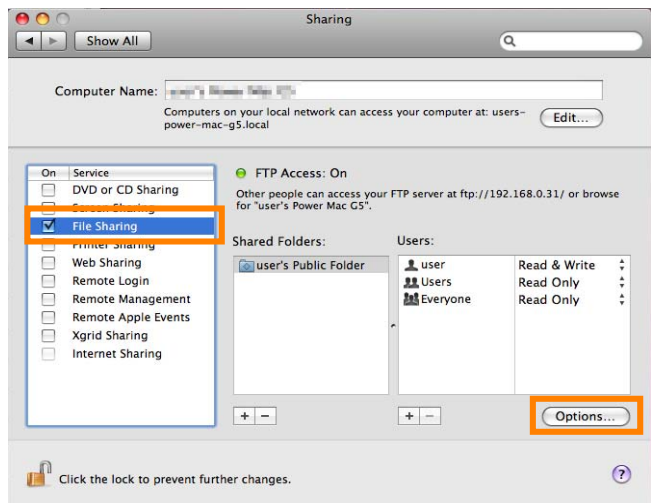 Sharing
Show All
Computer Name:
Computers on your local network can access your computer at: users-
power-mac-g5.local
Edit...
On Service
DVD or CD Sharing
Screen Sharing
File Sharing
Printer Sharing
Web Sharing
Remote Login
Remote Management
Remote Apple Events
Xgrid Sharing
Internet Sharing
FTP Access: On
Other people can access your FTP server at ftp://192.168.0.31/ or browse
for "user's Power Mac G5".
Shared Folders:
user's Public Folder
Users:
user Read & Write
Users Read Only
Everyone Read Only
+ − + −
Options...
Click the lock to prevent further changes.
?